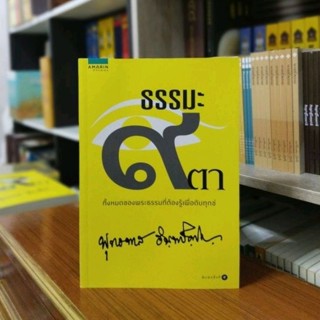 AMARIN
ธรรมะ
๙ ตา
ทั้งหมดของพระธรรมที่ต้องรู้เพื่อดับทุกข์
พุทธทาส อินทปัญโญ